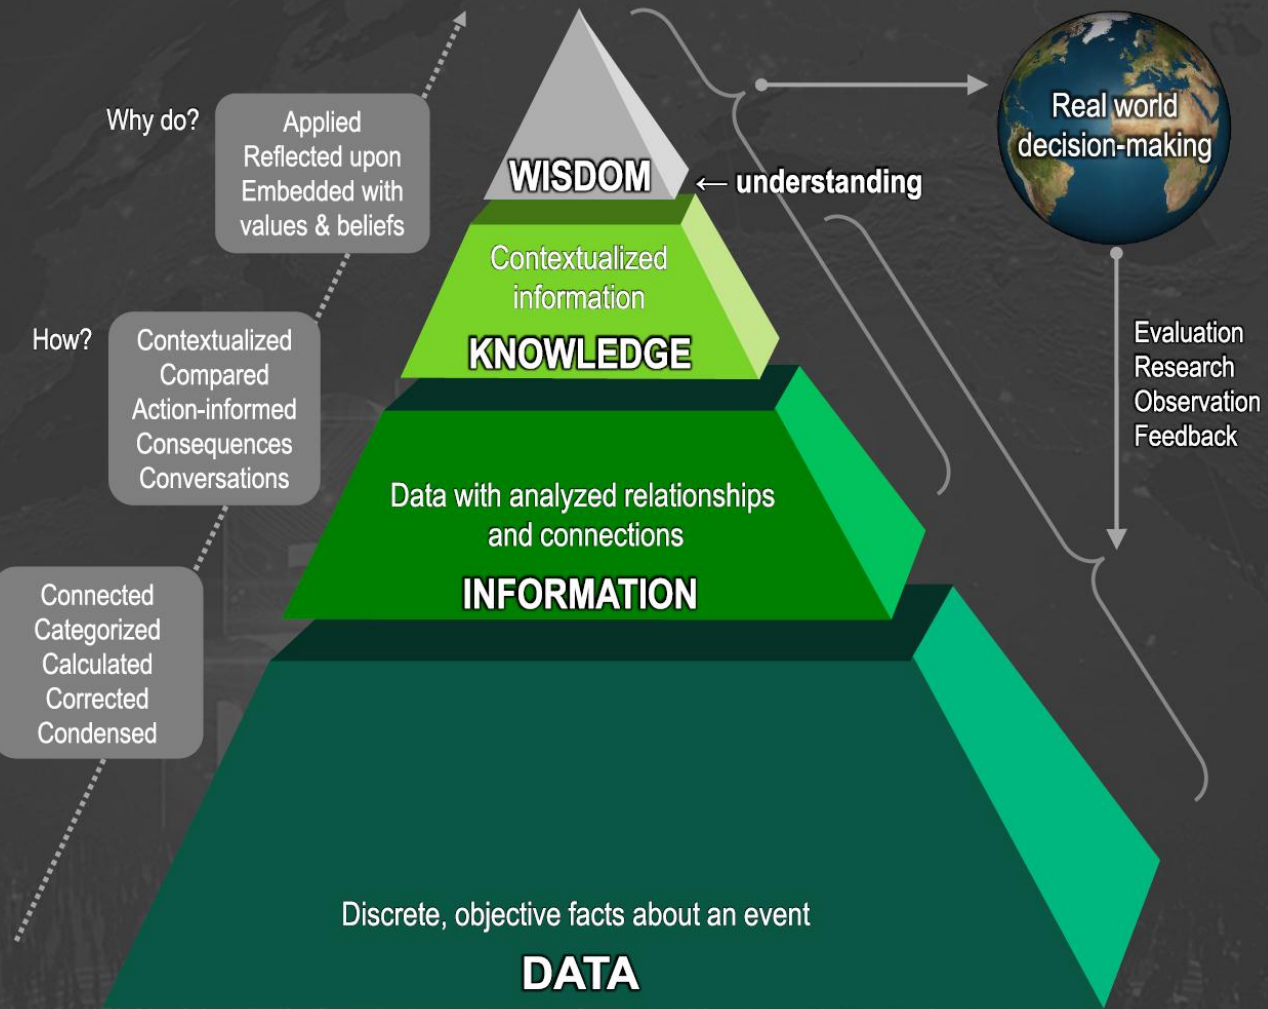 Why do?
Applied
Reflected upon
Embedded with
values & beliefs
WISDOM
← understanding
Real world
decision-making
How?
Contextualized
Compared
Action-informed
Consequences
Conversations
Contextualized
information
KNOWLEDGE
Evaluation
Research
Observation
Feedback
Connected
Categorized
Calculated
Corrected
Condensed
Data with analyzed relationships
and connections
INFORMATION
Discrete, objective facts about an event
DATA